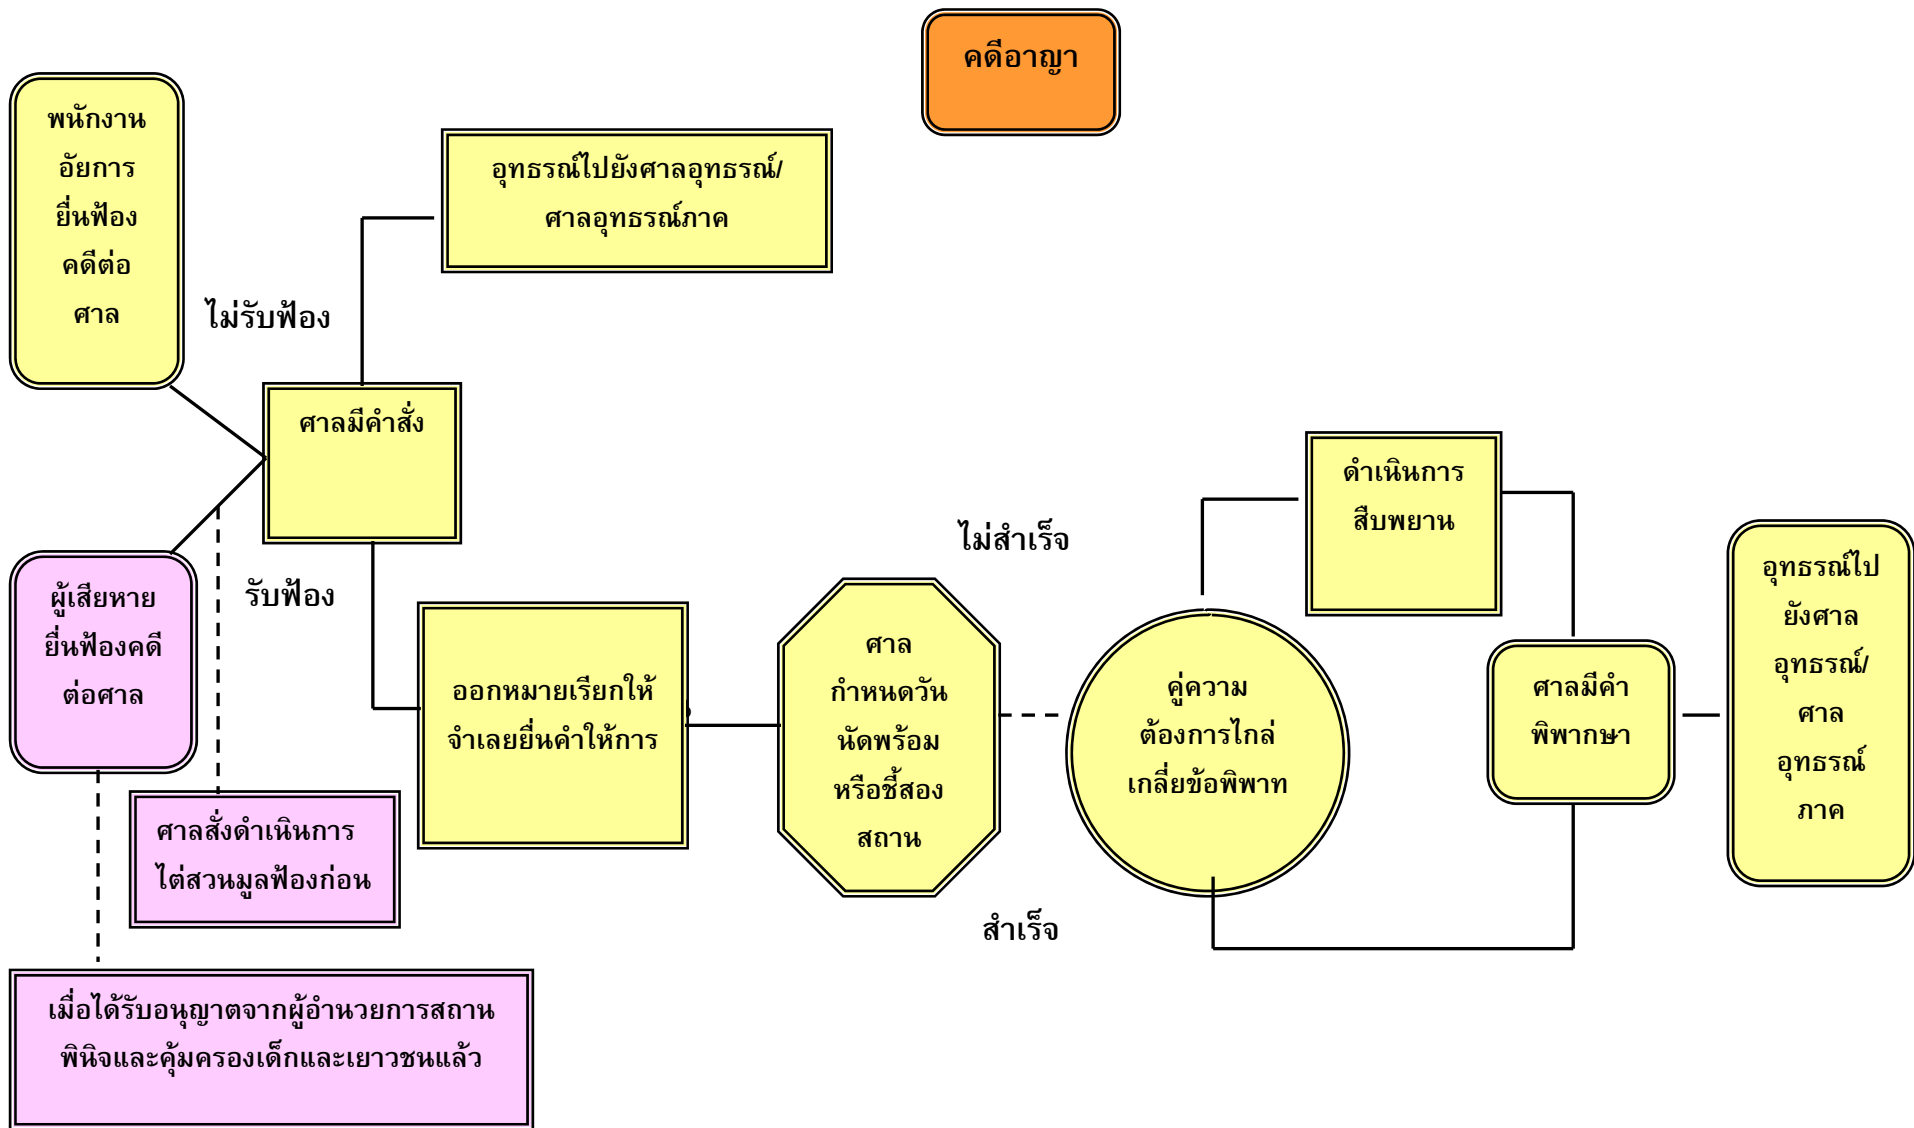 คดีอาญา
พนักงาน
อัยการ
ยื่นฟ้อง
คดีต่อ
ศาล
อุทธรณ์ไปยังศาลอุทธรณ์/
ศาลอุทธรณ์ภาค
ไม่รับฟ้อง
ศาลมีคำสั่ง
ผู้เสียหาย
ยื่นฟ้องคดี
ต่อศาล
รับฟ้อง
ศาลสั่งดำเนินการ
ไต่สวนมูลฟ้องก่อน
เมื่อได้รับอนุญาตจากผู้อำนวยการสถาน
พินิจและคุ้มครองเด็กและเยาวชนแล้ว
ออกหมายเรียกให้
จำเลยยื่นคำให้การ
ศาล
กำหนดวัน
นัดพร้อม
หรือชี้สอง
สถาน
ไม่สำเร็จ
คู่ความ
ต้องการไกล่
เกลี่ยข้อพิพาท
สำเร็จ
ดำเนินการ
สืบพยาน
ศาลมีคำ
พิพากษา
อุทธรณ์ไป
ยังศาล
อุทธรณ์/
ศาล
อุทธรณ์
ภาค